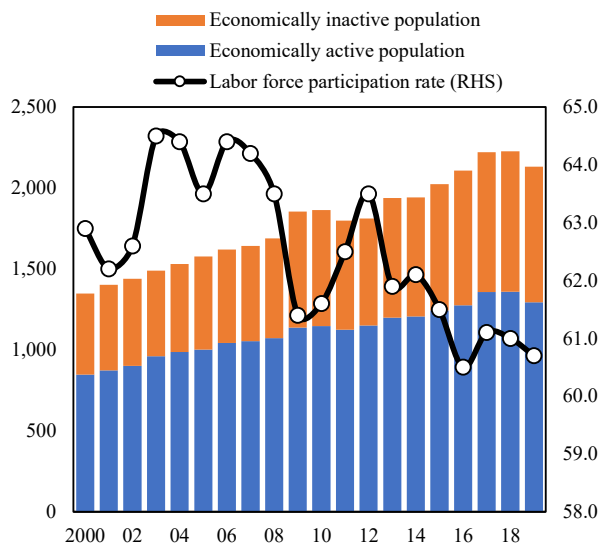 Economically inactive population
Economically active population
Labor force participation rate (RHS)
2,500 65.0
64.0
2,000
63.0
1,500
62.0
1,000 61.0
60.0
500
59.0
0 58.0
2000 02 04 06 08 10 12 14 16 18